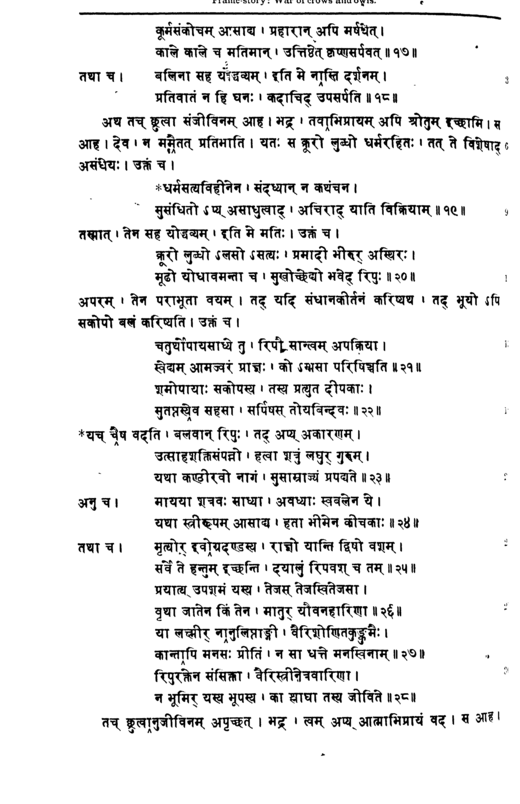 Frame-story: War of crows and owls.
कूर्मसंकोचम् आसाद्य । प्रहारान् अपि मर्षयेत् ।
काले काले च मतिमान् । उत्तिष्ठेत् कृष्णसर्पवत् ॥ १७॥
तथा च । बलिना सह योद्धव्यम् । इति मे नास्ति दर्शनम् ।
प्रतिवातं न हि घनः । कदाचिद् उपसर्पति ॥ १८॥
अथ तच् छ्रुत्वा संजीविनम् आह । भद्र । तवाभिप्रायम् अपि श्रोतुम् इच्छामि । स
आह । देव । न ममैतत् प्रतिभाति । यतः स क्रूरो लुब्धो धर्मरहितः । तत् ते विशेषाद्
असंधेयः । उक्तं च ।
*धर्मसत्यविहीनेन । संदध्यान् न कथंचन ।
सुसंधितो ऽप्य् असाधुत्वाद् । अचिराद् याति विक्रियाम् ॥ १९॥
तस्मात् । तेन सह योद्धव्यम् । इति मे मतिः । उक्तं च ।
क्रूरो लुब्धो ऽलसो ऽसत्यः । प्रमादी भीरुर् अस्थिरः ।
मूढो योधावमन्ता च । सुखोच्छेद्यो भवेद् रिपुः ॥ २०॥
अपरम् । तेन पराभूता वयम् । तद् यदि संधानकीर्तनं करिष्यथ । तद् भूयो ऽपि
सकोपो बलं करिष्यति । उक्तं च ।
चतुर्थोपायसाध्ये तु । रिपौ सान्त्वम् अपक्रिया ।
स्वेद्यम् आमज्वरं प्राज्ञः । को ऽम्भसा परिषिञ्चति ॥ २१॥
शमोपायाः सकोपस्य । तस्य प्रत्युत दीपकाः ।
सुतप्तस्येव सहसा । सर्पिषस् तोयबिन्दवः ॥ २२॥
*यच् चैष वदति । बलवान् रिपुः । तद् अप्य् अकारणम् ।
उत्साहशक्तिसंपन्नो । हत्वा शत्रुं लघुर् गुरुम् ।
यथा कण्ठीरवो नागं । सुसाम्राज्यं प्रपद्यते ॥ २३॥
अनु च । मायया शत्रवः साध्या । अवध्याः स्वबलेन ये ।
यथा स्त्रीरूपम् आसाद्य । हता भीमेन कीचकाः ॥ २४॥
तथा च । मृत्योर् इवोग्रदण्डस्य । राज्ञो यान्ति द्विषो वशम् ।
सर्वे ते हन्तुम् इच्छन्ति । दयालुं रिपवश् च तम् ॥ २५॥
प्रयात्य् उपशमं यस्य । तेजस् तेजस्वितेजसा ।
वृथा जातेन किं तेन । मातुर् यौवनहारिणा ॥ २६॥
या लक्ष्मीर् नानुलिप्ताङ्गी । वैरिशोणितकुङ्कुमैः ।
कान्तापि मनसः प्रीतिं । न सा धत्ते मनस्विनाम् ॥ २७॥
रिपुरक्तेन संसिक्ता । वैरिस्त्रीनेत्रवारिणा ।
न भूमिर् यस्य भूपस्य । का श्लाघा तस्य जीविते ॥ २८॥
तच् छ्रुत्वानुजीविनम् अपृच्छत् । भद्र । त्वम् अप्य् आत्माभिप्रायं वद । स आह ।